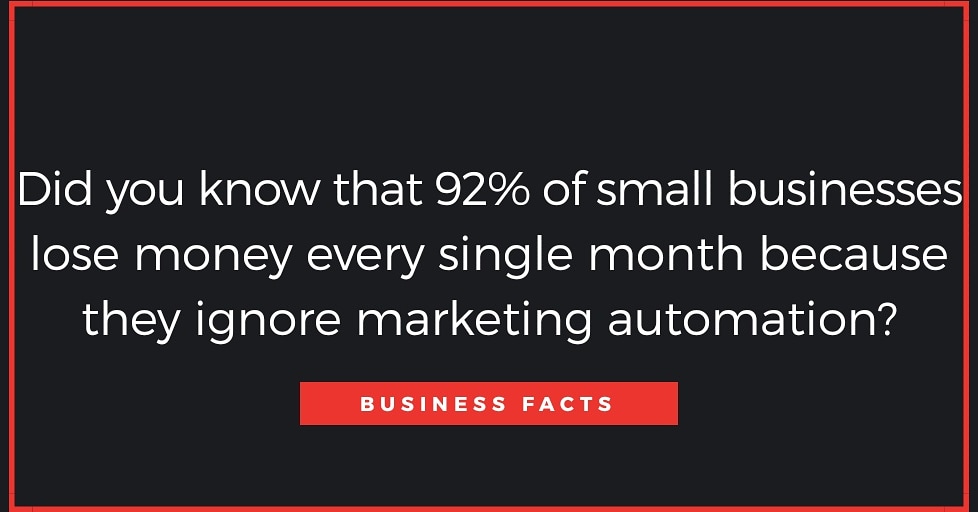 Did you know that 92% of small businesses
lose money every single month because
they ignore marketing automation?
BUSINESS FACTS